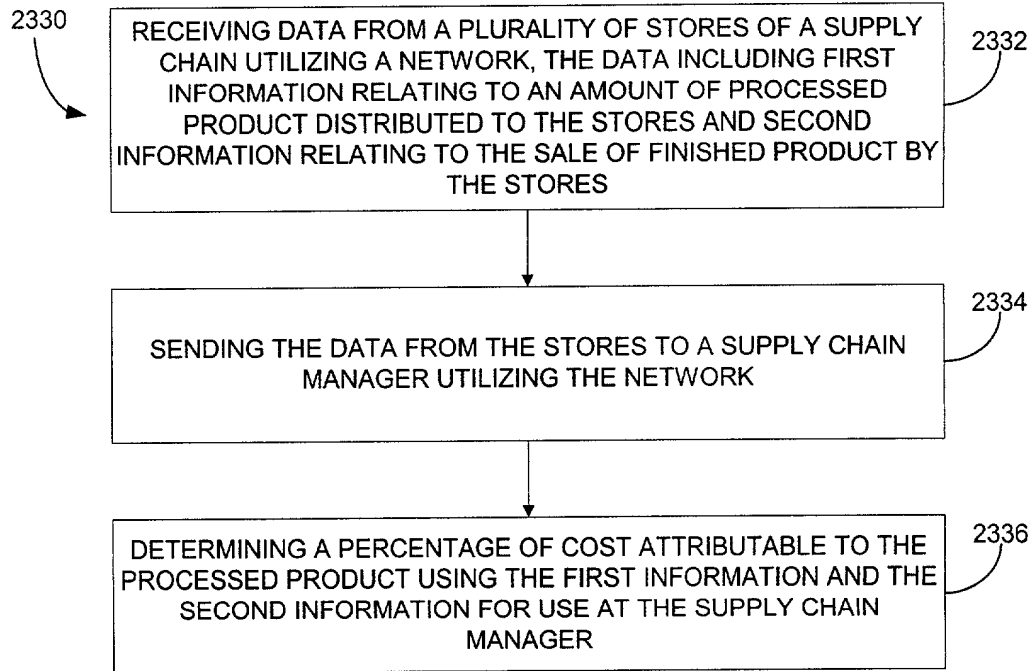 2330
RECEIVING DATA FROM A PLURALITY OF STORES OF A SUPPLY
CHAIN UTILIZING A NETWORK, THE DATA INCLUDING FIRST
INFORMATION RELATING TO AN AMOUNT OF PROCESSED
PRODUCT DISTRIBUTED TO THE STORES AND SECOND
INFORMATION RELATING TO THE SALE OF FINISHED PRODUCT BY
THE STORES
2332
SENDING THE DATA FROM THE STORES TO A SUPPLY CHAIN
MANAGER UTILIZING THE NETWORK
2334
DETERMINING A PERCENTAGE OF COST ATTRIBUTABLE TO THE
PROCESSED PRODUCT USING THE FIRST INFORMATION AND THE
SECOND INFORMATION FOR USE AT THE SUPPLY CHAIN
MANAGER
2336